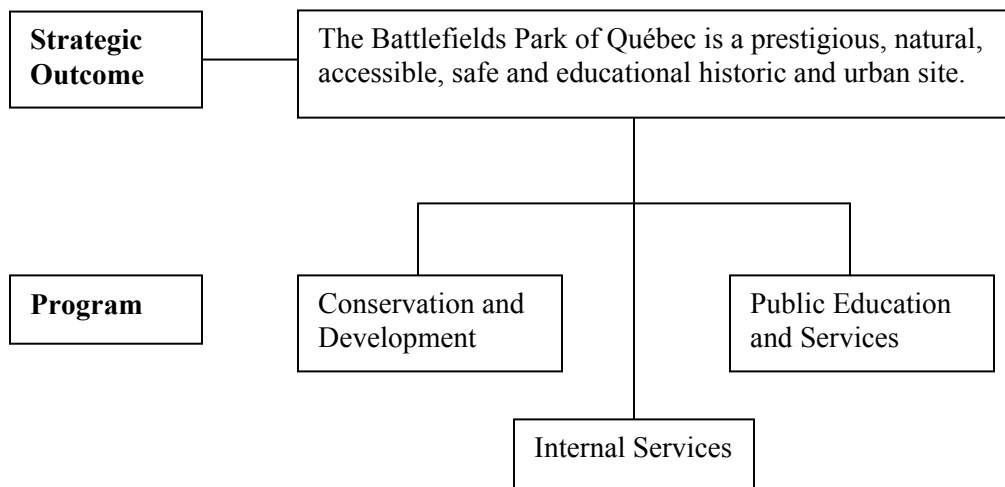 Strategic
Outcome
The Battlefields Park of Québec is a prestigious, natural,
accessible, safe and educational historic and urban site.
Program
Conservation and
Development
Public Education
and Services
Internal Services